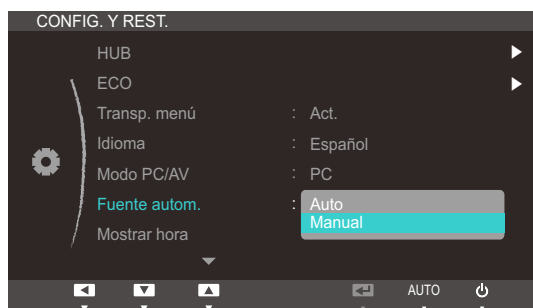 CONFIG. Y REST.
HUB
ECO
Transp. menú : Act.
Idioma : Español
Modo PC/AV : PC
Fuente autom. : Auto
Manual
Mostrar hora
AUTO